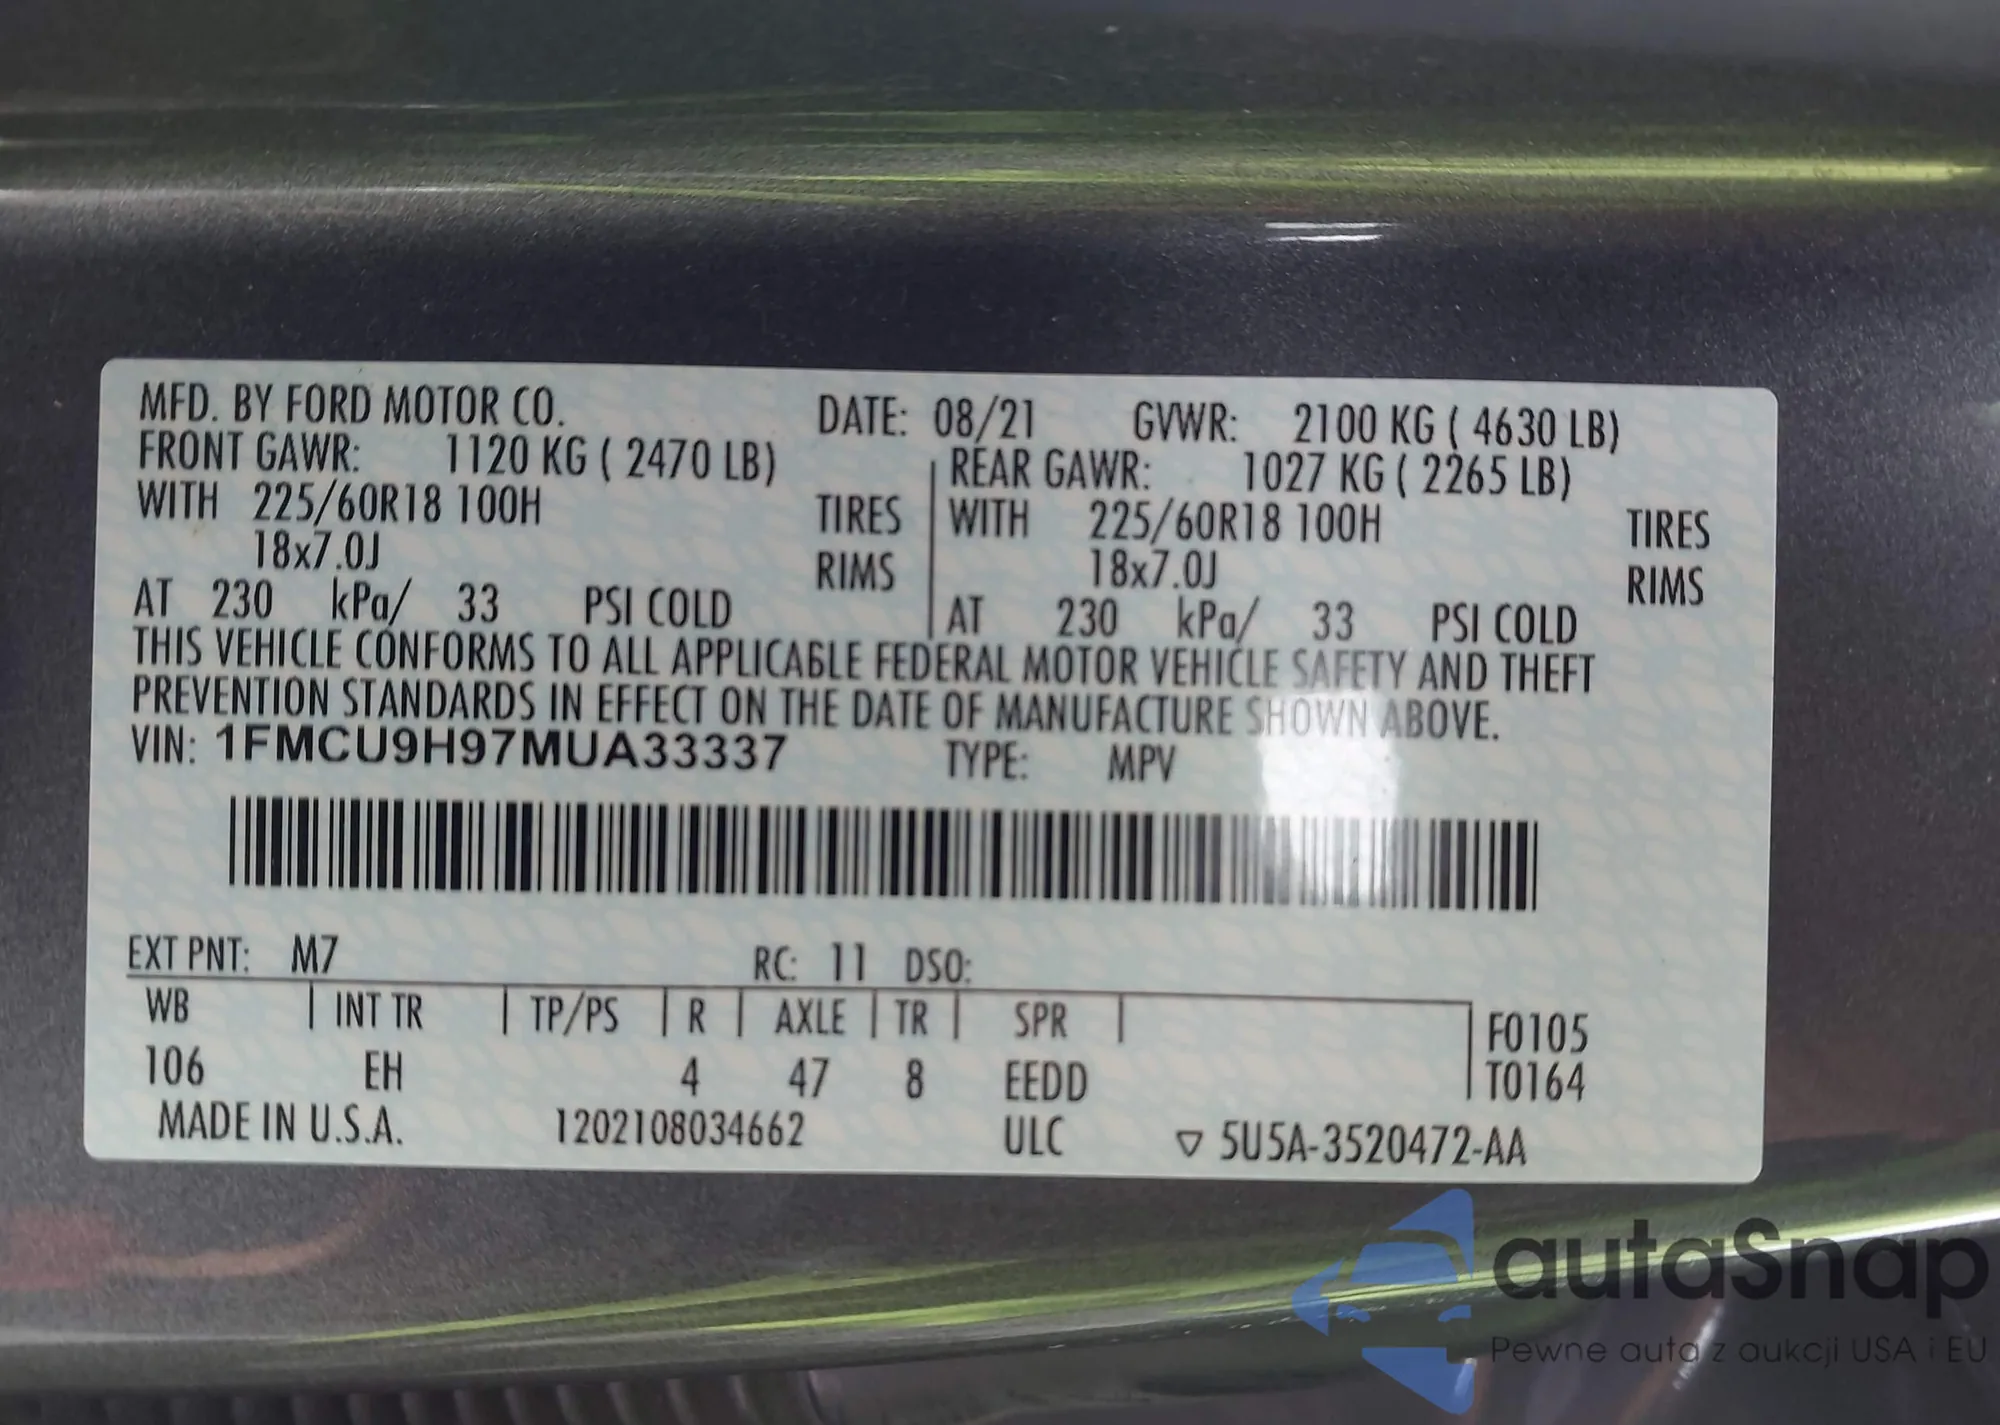 MFD. BY FORD MOTOR CO. DATE: 08/21 GVWR: 2100 KG ( 4630 LB)
FRONT GAWR: 1120 KG ( 2470 LB) REAR GAWR: 1027 KG ( 2265 LB)
WITH 225/60R18 100H TIRES WITH 225/60R18 100H TIRES
18x7.0J RIMS 18x7.0J RIMS
AT 230 kPa/ 33 PSI COLD AT 230 kPa/ 33 PSI COLD
THIS VEHICLE CONFORMS TO ALL APPLICABLE FEDERAL MOTOR VEHICLE SAFETY AND THEFT
PREVENTION STANDARDS IN EFFECT ON THE DATE OF MANUFACTURE SHOWN ABOVE.
VIN: 1FMCU9H97MUA33337 TYPE: MPV
EXT PNT: M7 RC: 11 DSO:
WB INT TR TP/PS R AXLE TR SPR F0105
106 EH 4 47 8 EEDD T0164
MADE IN U.S.A. 1202108034662 ULC ▽ 5U5A-3520472-AA
autaSnap
Pewne auta z aukcji USA i EU